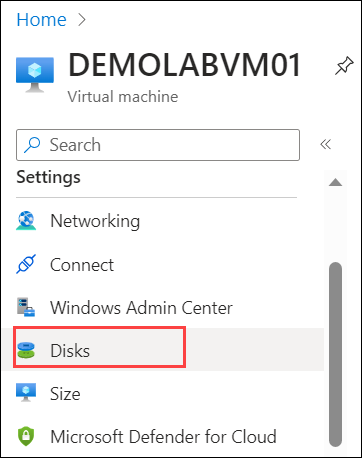 Home >
DEMOLABVM01
Virtual machine
Search
Settings
Networking
Connect
Windows Admin Center
Disks
Size
Microsoft Defender for Cloud